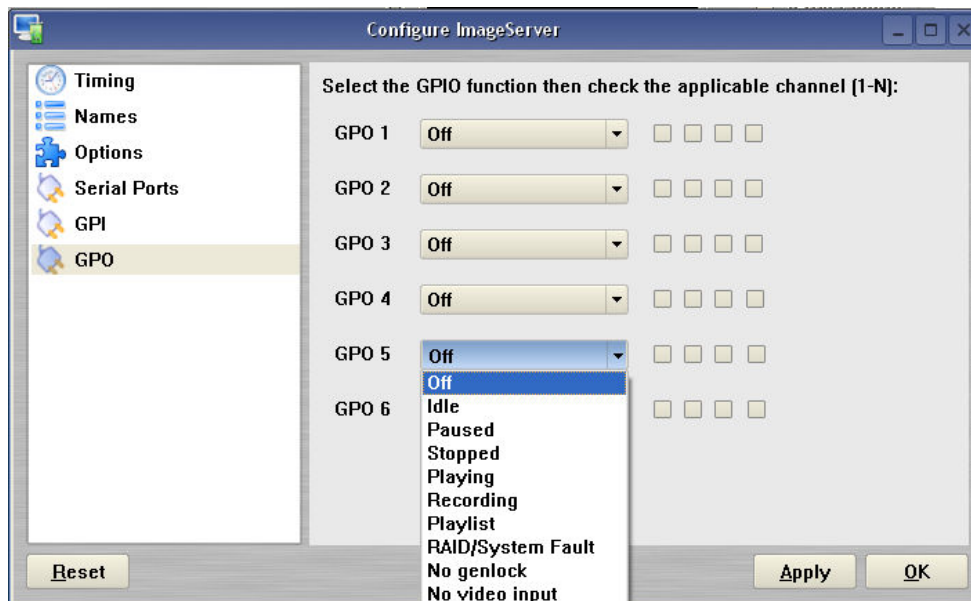 Configure ImageServer
Timing
Names
Options
Serial Ports
GPI
GPO
Select the GPIO function then check the applicable channel (1-N):
GPO 1 Off
GPO 2 Off
GPO 3 Off
GPO 4 Off
GPO 5 Off
Off
Idle
GPO 6
Paused
Stopped
Playing
Recording
Playlist
RAID/System Fault
No genlock
No video input
Reset
Apply
OK